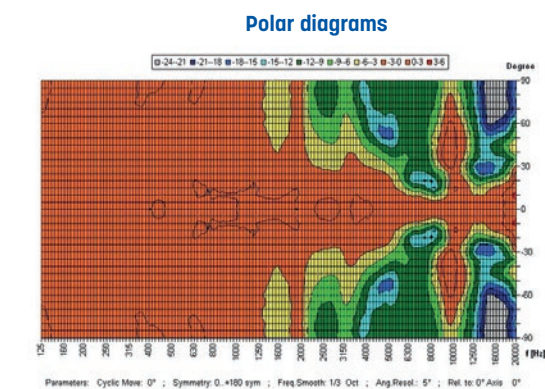 Polar diagrams
-24--21 -21--18 -18--15 -15--12 -12--9 -9--6 -6--3 -3-0 0-3 3-6
Degree
90
60
30
0
-30
-60
-90
125 160 200 250 315 400 500 630 800 1000 1250 1600 2000 2500 3150 4000 5000 6300 8000 10000 12500 16000 20000 f [Hz]
Parameters: Cyclic Move: 0° ; Symmetry: 0..+180 sym ; Freq.Smooth: 1/3 Oct ; Ang.Resol.: 5° ; Rel. to: 0° Axis 0°